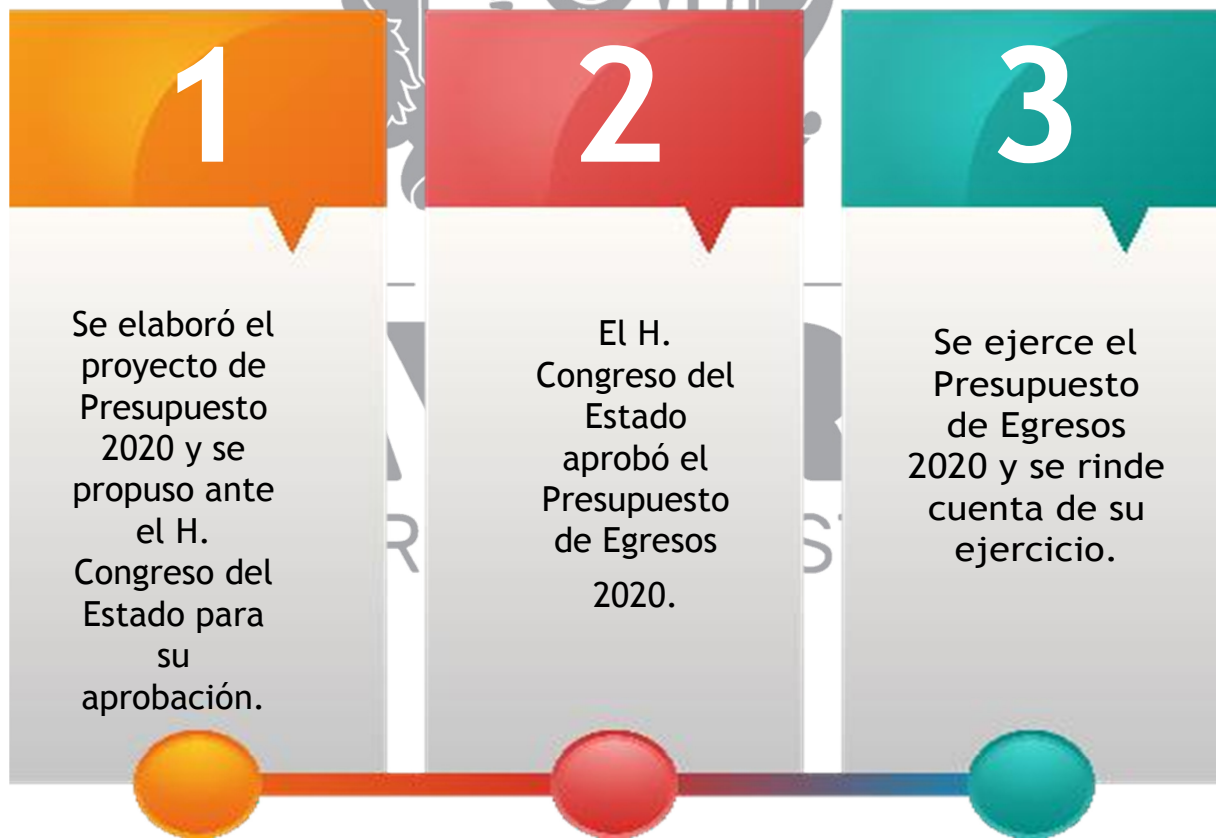 1
Se elaboró el
proyecto de
Presupuesto
2020 y se
propuso ante
el H.
Congreso del
Estado para
su
aprobación.
2
El H.
Congreso del
Estado
aprobó el
Presupuesto
de Egresos
2020.
3
Se ejerce el
Presupuesto
de Egresos
2020 y se rinde
cuenta de su
ejercicio.